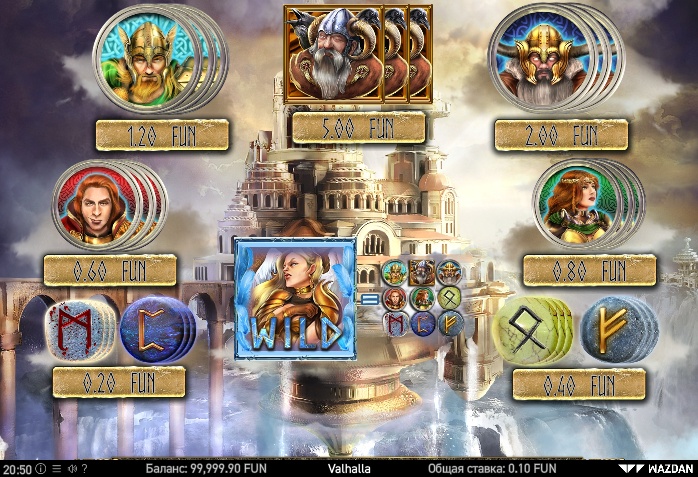 1.20 FUN
5.00 FUN
2.00 FUN
0.60 FUN
0.80 FUN
WILD
=
ᛗ ᛈ
ᛟ ᚠ
0.20 FUN
0.40 FUN
20:50 ? Баланс: 99,999.90 FUN Valhalla Общая ставка: 0.10 FUN WAZDAN